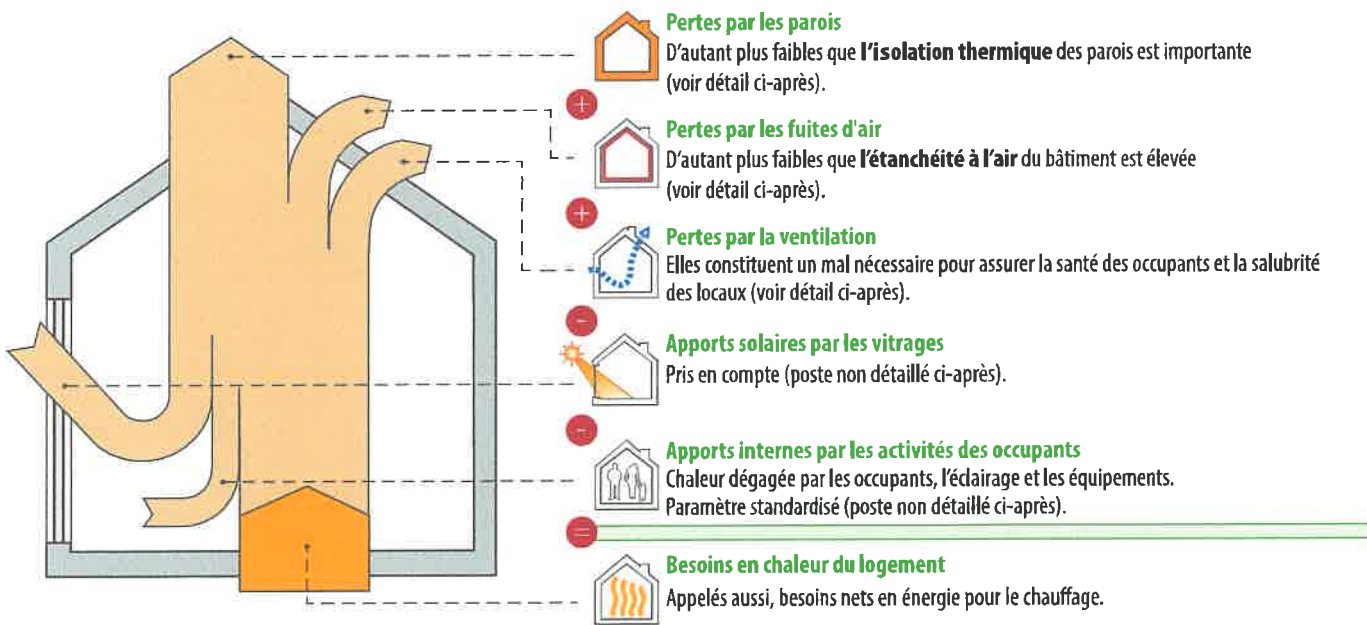 Pertes par les parois
D'autant plus faibles que l'isolation thermique des parois est importante
(voir détail ci-après).
+
Pertes par les fuites d'air
D'autant plus faibles que l'étanchéité à l'air du bâtiment est élevée
(voir détail ci-après).
+
Pertes par la ventilation
Elles constituent un mal nécessaire pour assurer la santé des occupants et la salubrité
des locaux (voir détail ci-après).
-
Apports solaires par les vitrages
Pris en compte (poste non détaillé ci-après).
-
Apports internes par les activités des occupants
Chaleur dégagée par les occupants, l'éclairage et les équipements.
Paramètre standardisé (poste non détaillé ci-après).
=
Besoins en chaleur du logement
Appelés aussi, besoins nets en énergie pour le chauffage.